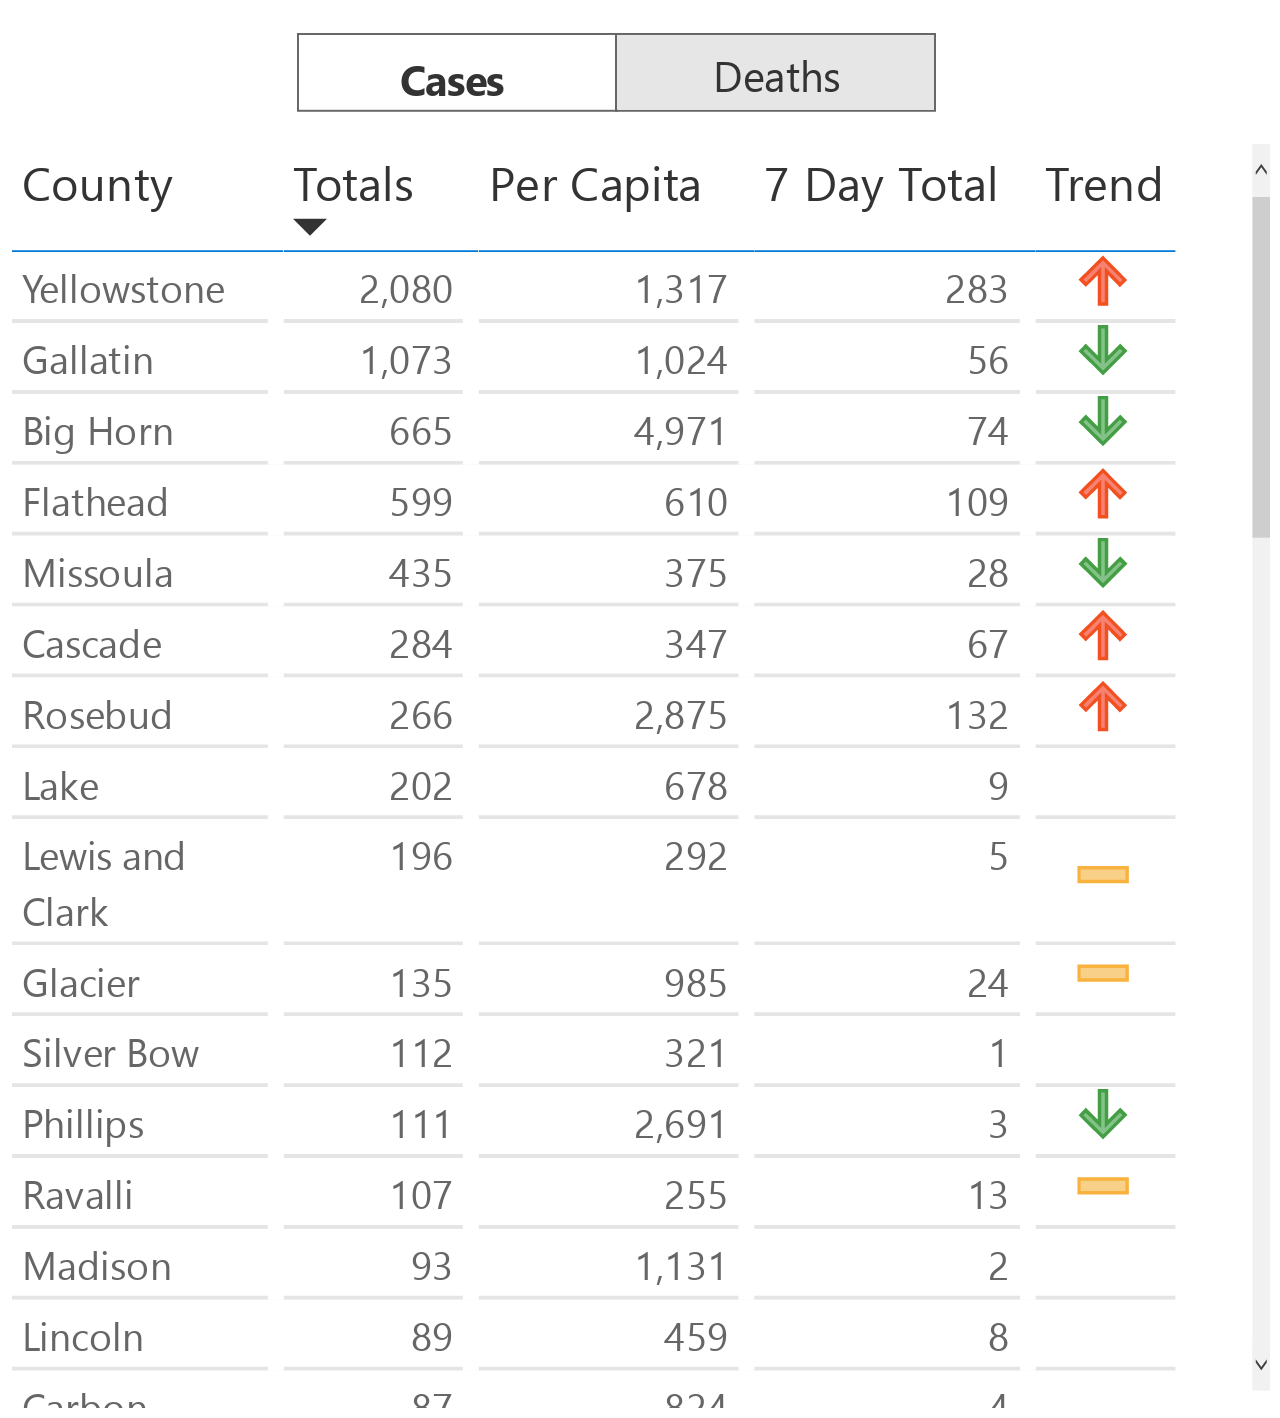 Cases Deaths
County Totals Per Capita 7 Day Total Trend
Yellowstone 2,080 1,317 283
Gallatin 1,073 1,024 56
Big Horn 665 4,971 74
Flathead 599 610 109
Missoula 435 375 28
Cascade 284 347 67
Rosebud 266 2,875 132
Lake 202 678 9
Lewis and 196 292 5
Clark
Glacier 135 985 24
Silver Bow 112 321 1
Phillips 111 2,691 3
Ravalli 107 255 13
Madison 93 1,131 2
Lincoln 89 459 8
Carbon 87 824 4